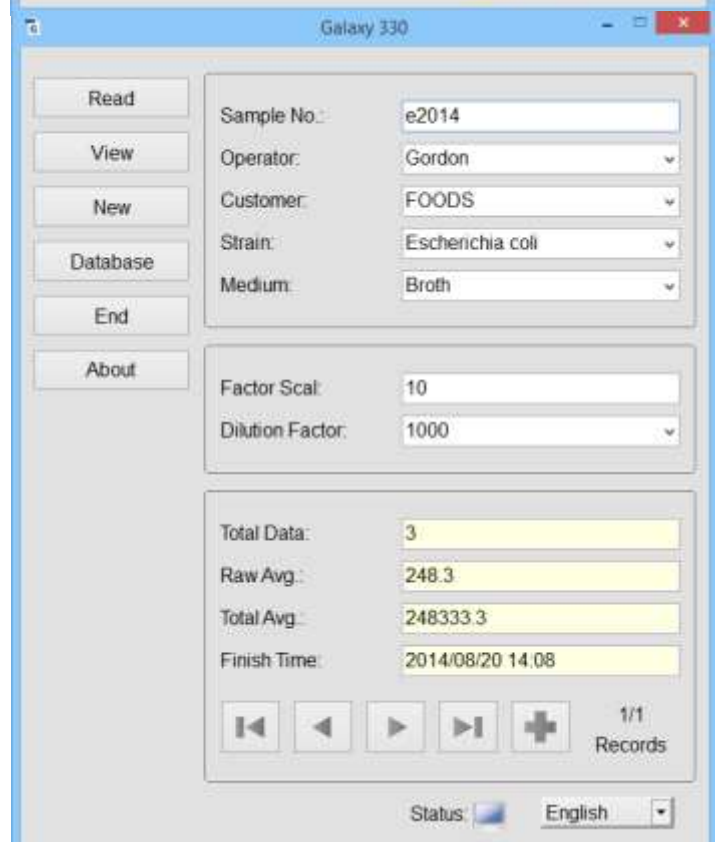 Galaxy 330
Read
View
New
Database
End
About
Sample No.: e2014
Operator: Gordon
Customer: FOODS
Strain: Escherichia coli
Medium: Broth
Factor Scal: 10
Dilution Factor: 1000
Total Data: 3
Raw Avg.: 248.3
Total Avg.: 248333.3
Finish Time: 2014/08/20 14:08
1/1
Records
Status: English